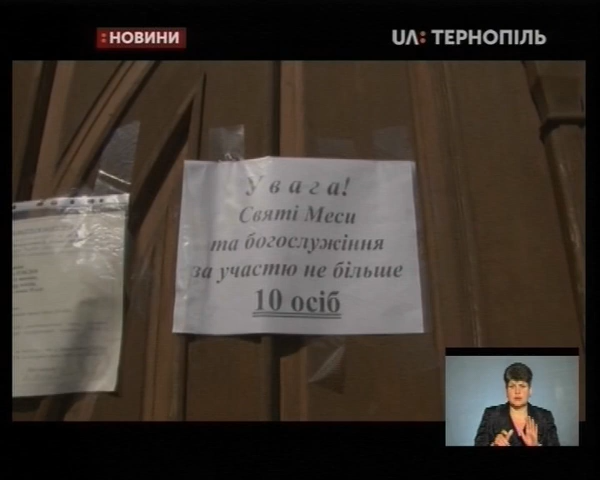 :НОВИНИ
UA: ТЕРНОПІЛЬ
Увага!
Святі Меси
та богослужіння
за участю не більше
10 осіб